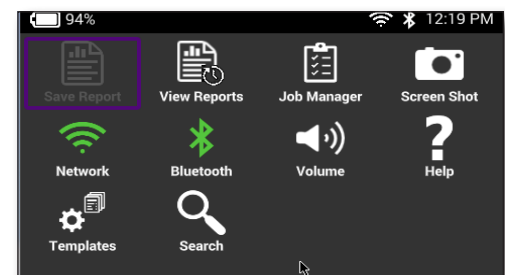 94% 12:19 PM
Save Report View Reports Job Manager Screen Shot
Network Bluetooth Volume Help
Templates Search